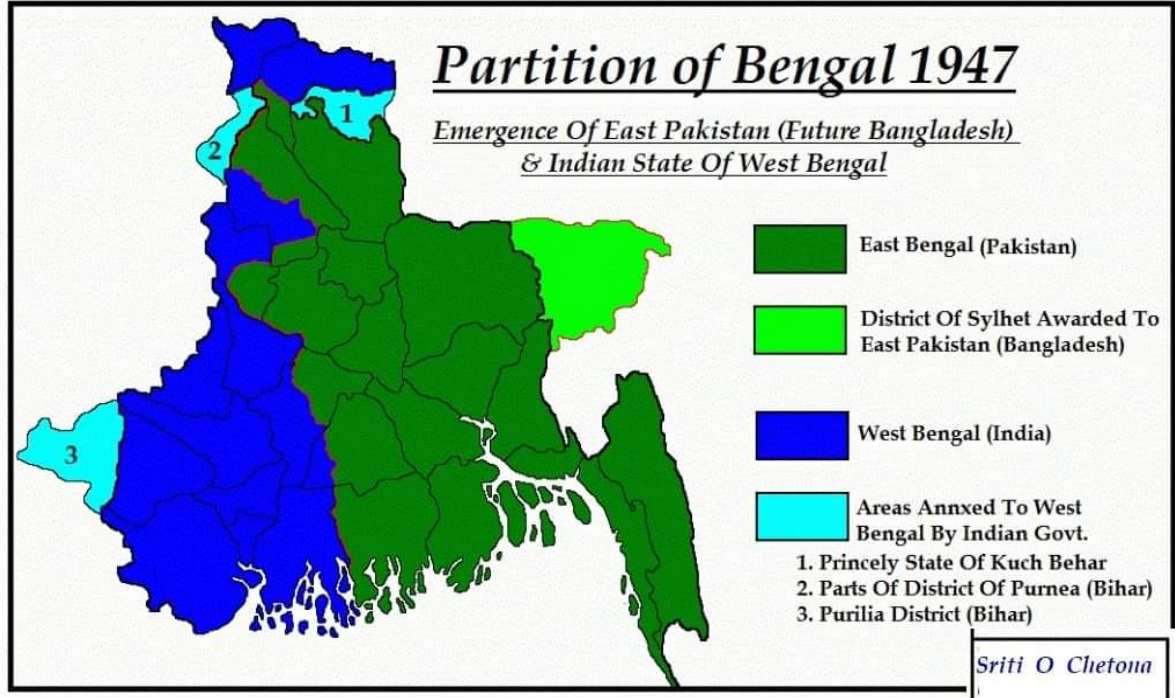 Partition of Bengal 1947
Emergence Of East Pakistan (Future Bangladesh)
& Indian State Of West Bengal
1
2
3
East Bengal (Pakistan)
District Of Sylhet Awarded To
East Pakistan (Bangladesh)
West Bengal (India)
Areas Annxed To West
Bengal By Indian Govt.
1. Princely State Of Kuch Behar
2. Parts Of District Of Purnea (Bihar)
3. Purilia District (Bihar)
Sriti O Chetona